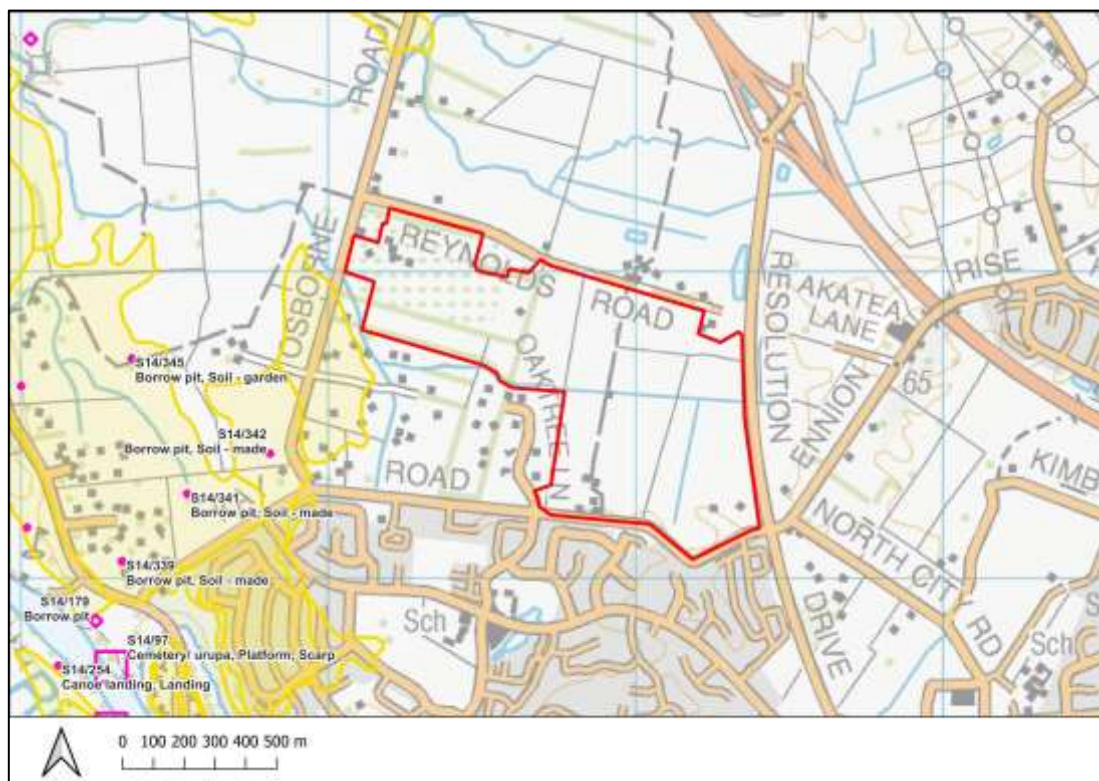 ROAD
OSBORNE
REYNOLDS
ROAD
RESOLUTION
DRIVE
AKATEA
LANE
RISE
ENNION
65
OAKTREE LN
ROAD
KIMB
NORTH CITY RD
Sch
Sch
S14/345
Borrow pit, Soil - garden
S14/342
Borrow pit, Soil - made
S14/341
Borrow pit, Soil - made
S14/339
Borrow pit, Soil - made
S14/179
Borrow pit
S14/97
Cemetery/ urupa, Platform, Scarp
S14/254
Canoe landing, Landing
0 100 200 300 400 500 m